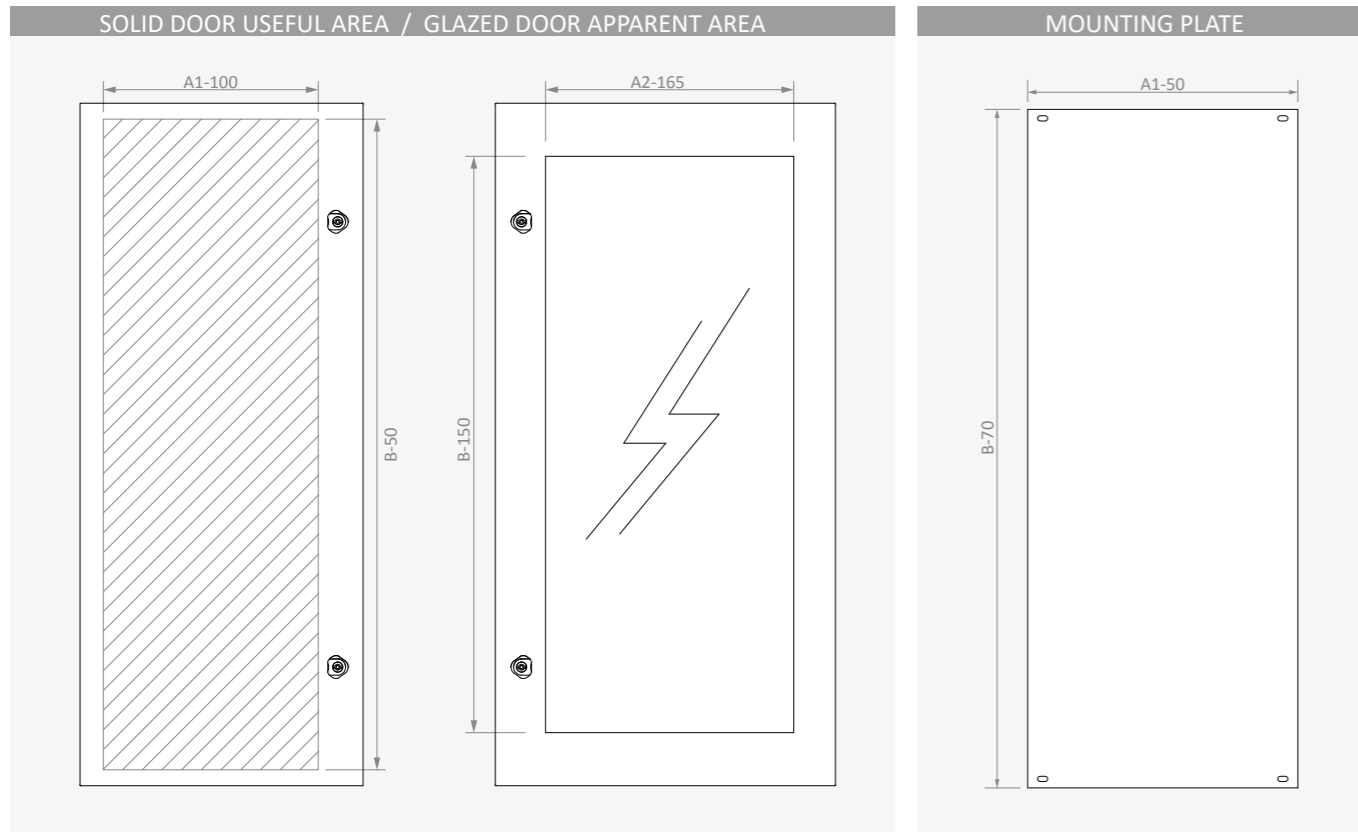 SOLID DOOR USEFUL AREA / GLAZED DOOR APPARENT AREA
MOUNTING PLATE
A1-100
A2-165
A1-50
B-50
B-150
B-70